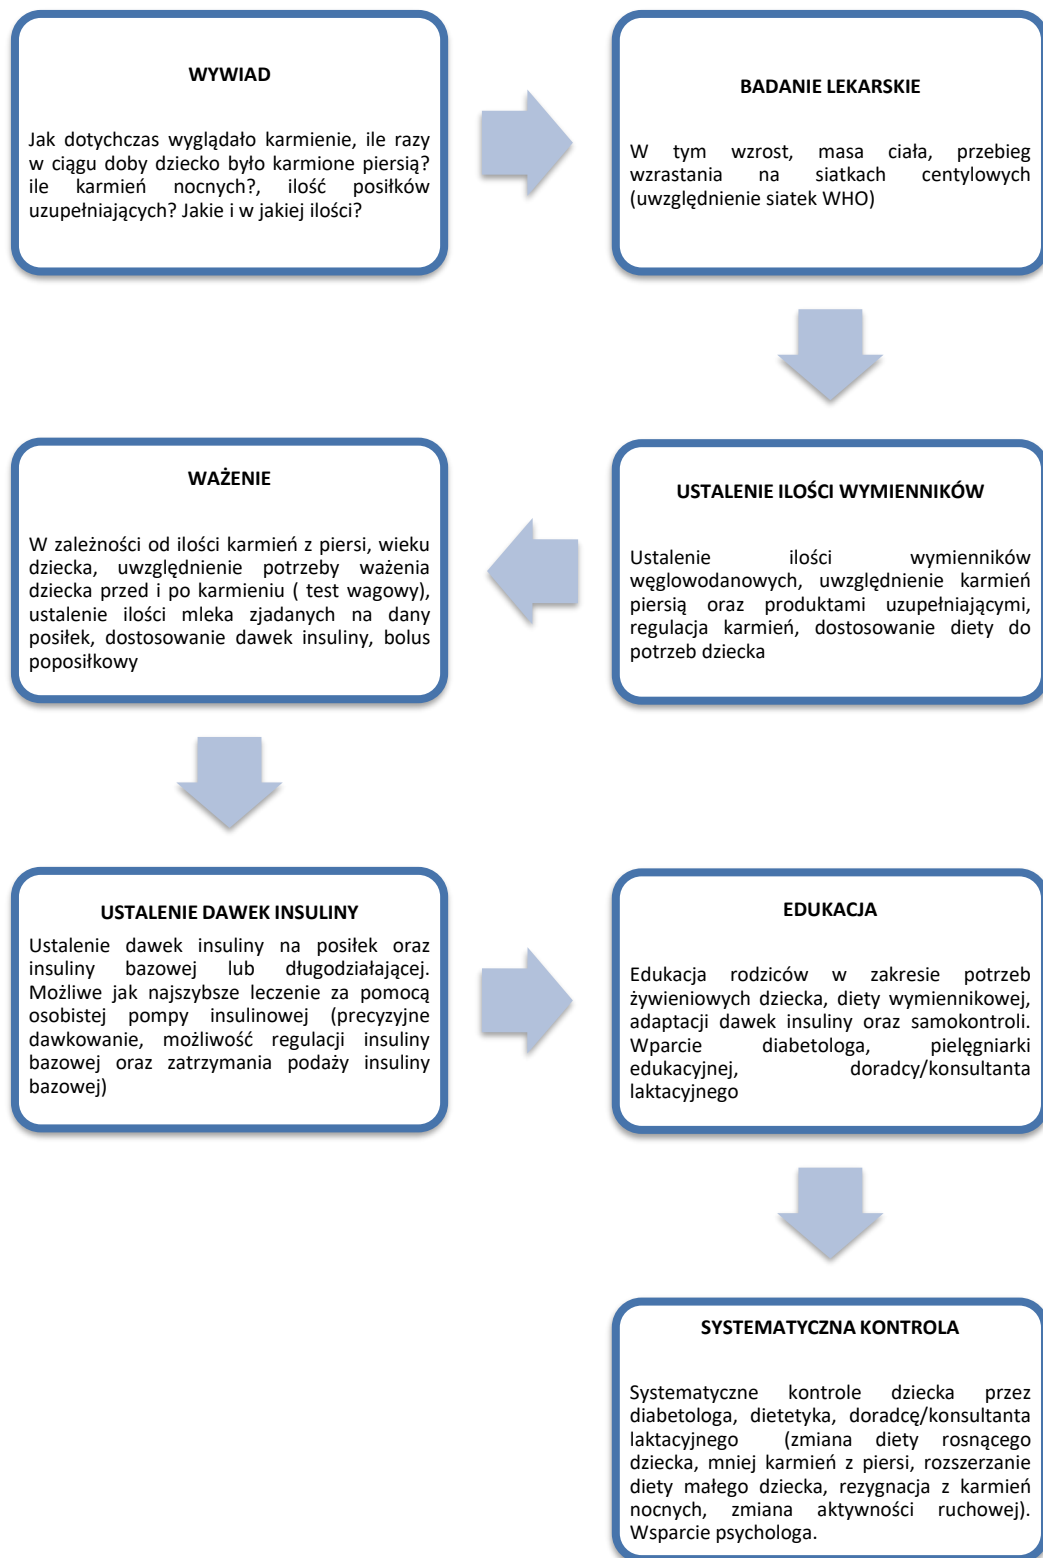 WYWIAD
Jak dotychczas wyglądało karmienie, ile razy
w ciągu doby dziecko było karmione piersią?
ile karmień nocnych?, ilość posiłków
uzupełniających? Jakie i w jakiej ilości?
BADANIE LEKARSKIE
W tym wzrost, masa ciała, przebieg
wzrastania na siatkach centylowych
(uwzględnienie siatek WHO)
USTALENIE ILOŚCI WYMIENNIKÓW
Ustalenie ilości wymienników
węglowodanowych, uwzględnienie karmień
piersią oraz produktami uzupełniającymi,
regulacja karmień, dostosowanie diety do
potrzeb dziecka
WAŻENIE
W zależności od ilości karmień z piersi, wieku
dziecka, uwzględnienie potrzeby ważenia
dziecka przed i po karmieniu ( test wagowy),
ustalenie ilości mleka zjadanych na dany
posiłek, dostosowanie dawek insuliny, bolus
poposiłkowy
USTALENIE DAWEK INSULINY
Ustalenie dawek insuliny na posiłek oraz
insuliny bazowej lub długodziałającej.
Możliwe jak najszybsze leczenie za pomocą
osobistej pompy insulinowej (precyzyjne
dawkowanie, możliwość regulacji insuliny
bazowej oraz zatrzymania podaży insuliny
bazowej)
EDUKACJA
Edukacja rodziców w zakresie potrzeb
żywieniowych dziecka, diety wymiennikowej,
adaptacji dawek insuliny oraz samokontroli.
Wparcie diabetologa, pielęgniarki
edukacyjnej, doradcy/konsultanta
laktacyjnego
SYSTEMATYCZNA KONTROLA
Systematyczne kontrole dziecka przez
diabetologa, dietetyka, doradcę/konsultanta
laktacyjnego (zmiana diety rosnącego
dziecka, mniej karmień z piersi, rozszerzanie
diety małego dziecka, rezygnacja z karmień
nocnych, zmiana aktywności ruchowej).
Wsparcie psychologa.